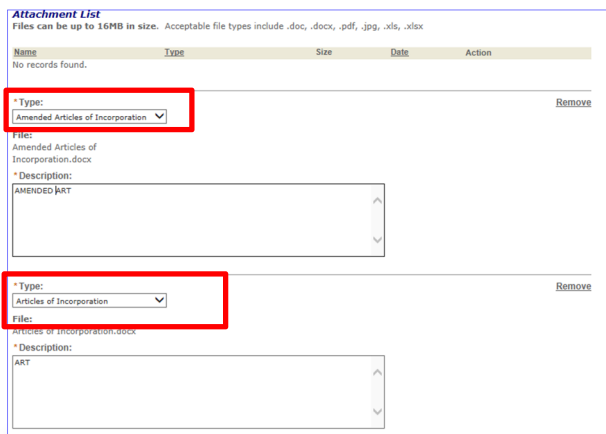 Attachment List
Files can be up to 16MB in size. Acceptable file types include .doc, .docx, .pdf, .jpg, .xls, .xlsx
Name Type Size Date Action
No records found.
*Type: Remove
Amended Articles of Incorporation
File:
Amended Articles of
Incorporation.docx
*Description:
AMENDED ART
*Type: Remove
Articles of Incorporation
File:
Articles of Incorporation.docx
*Description:
ART